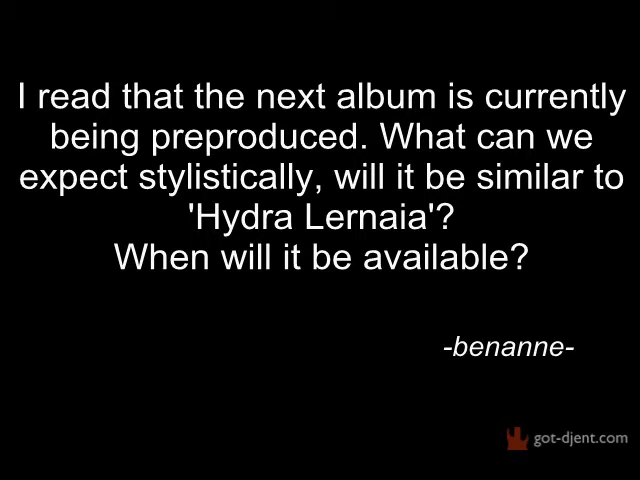 I read that the next album is currently
being preproduced. What can we
expect stylistically, will it be similar to
'Hydra Lernaia'?
When will it be available?
-benanne-
got-djent.com